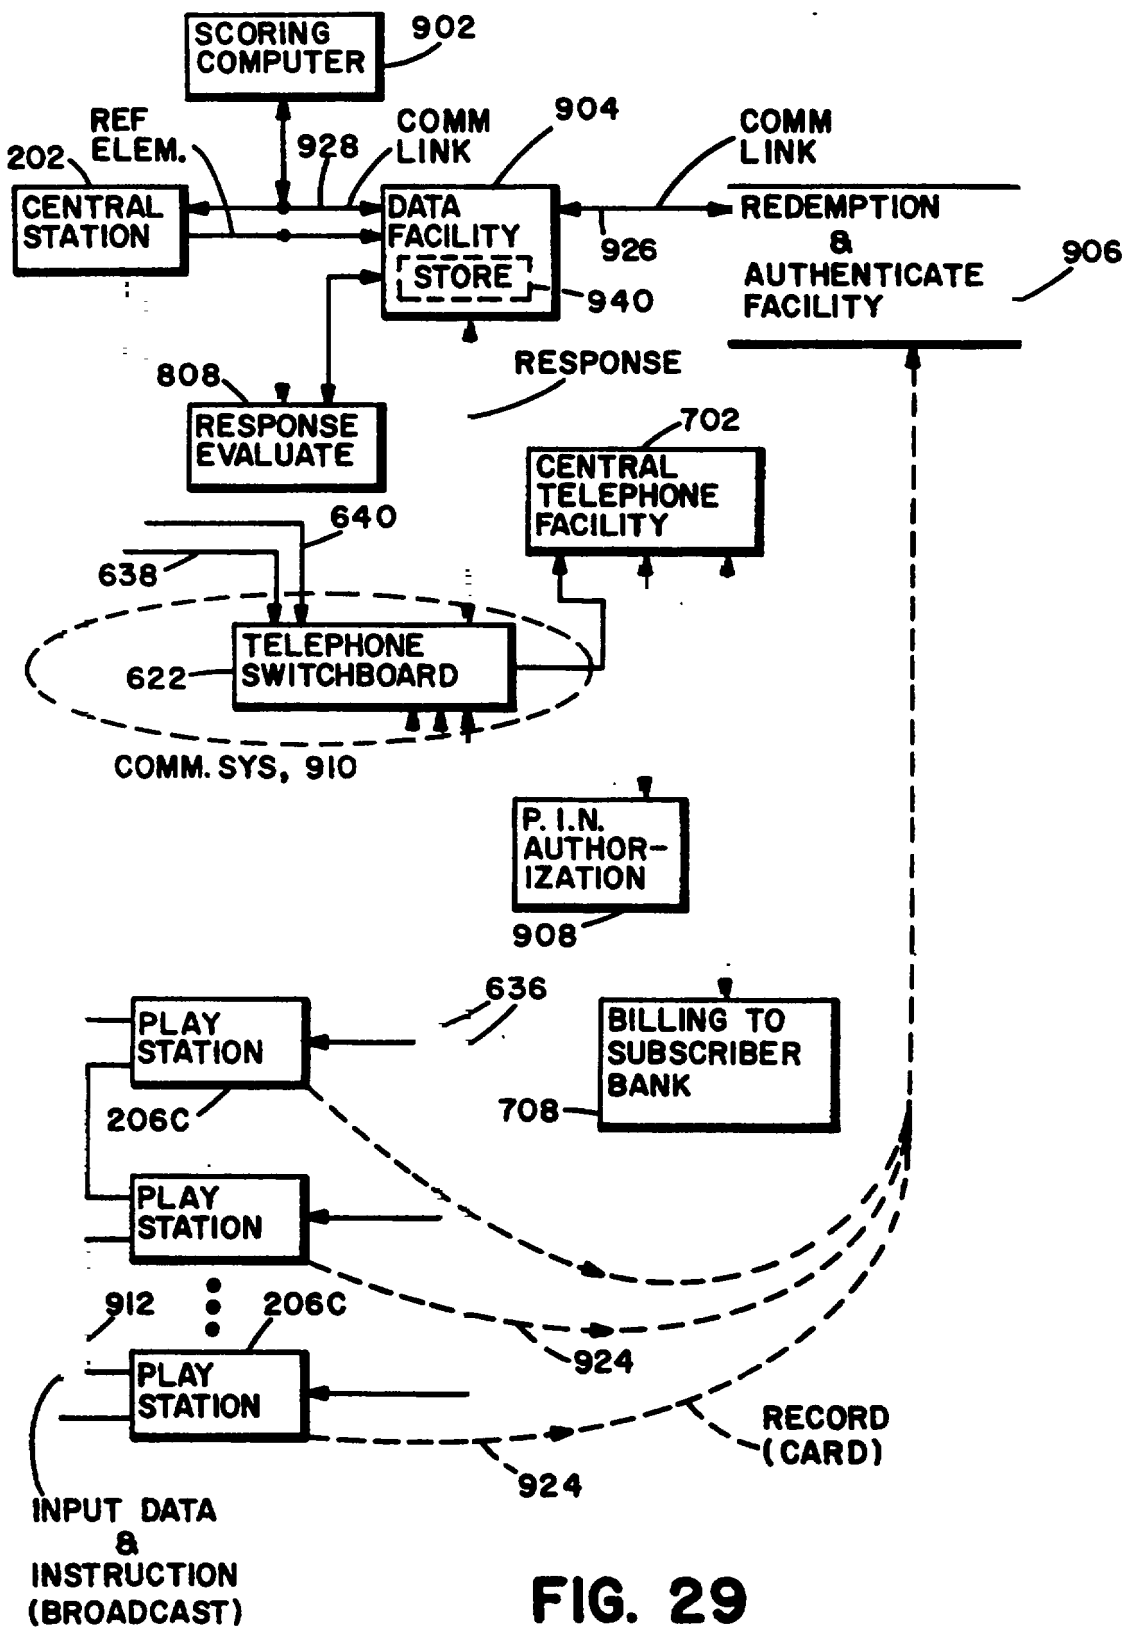 SCORING
COMPUTER
902
REF
ELEM.
928
COMM
LINK
904
COMM
LINK
202
CENTRAL
STATION
DATA
FACILITY
STORE
940
926
REDEMPTION
&
AUTHENTICATE
FACILITY
906
RESPONSE
808
RESPONSE
EVALUATE
702
CENTRAL
TELEPHONE
FACILITY
640
638
TELEPHONE
SWITCHBOARD
622
COMM. SYS, 910
P. I.N.
AUTHOR-
IZATION
908
636
PLAY
STATION
206C
BILLING TO
SUBSCRIBER
BANK
708
PLAY
STATION
912
206C
924
PLAY
STATION
924
RECORD
(CARD)
INPUT DATA
&
INSTRUCTION
(BROADCAST)
FIG. 29